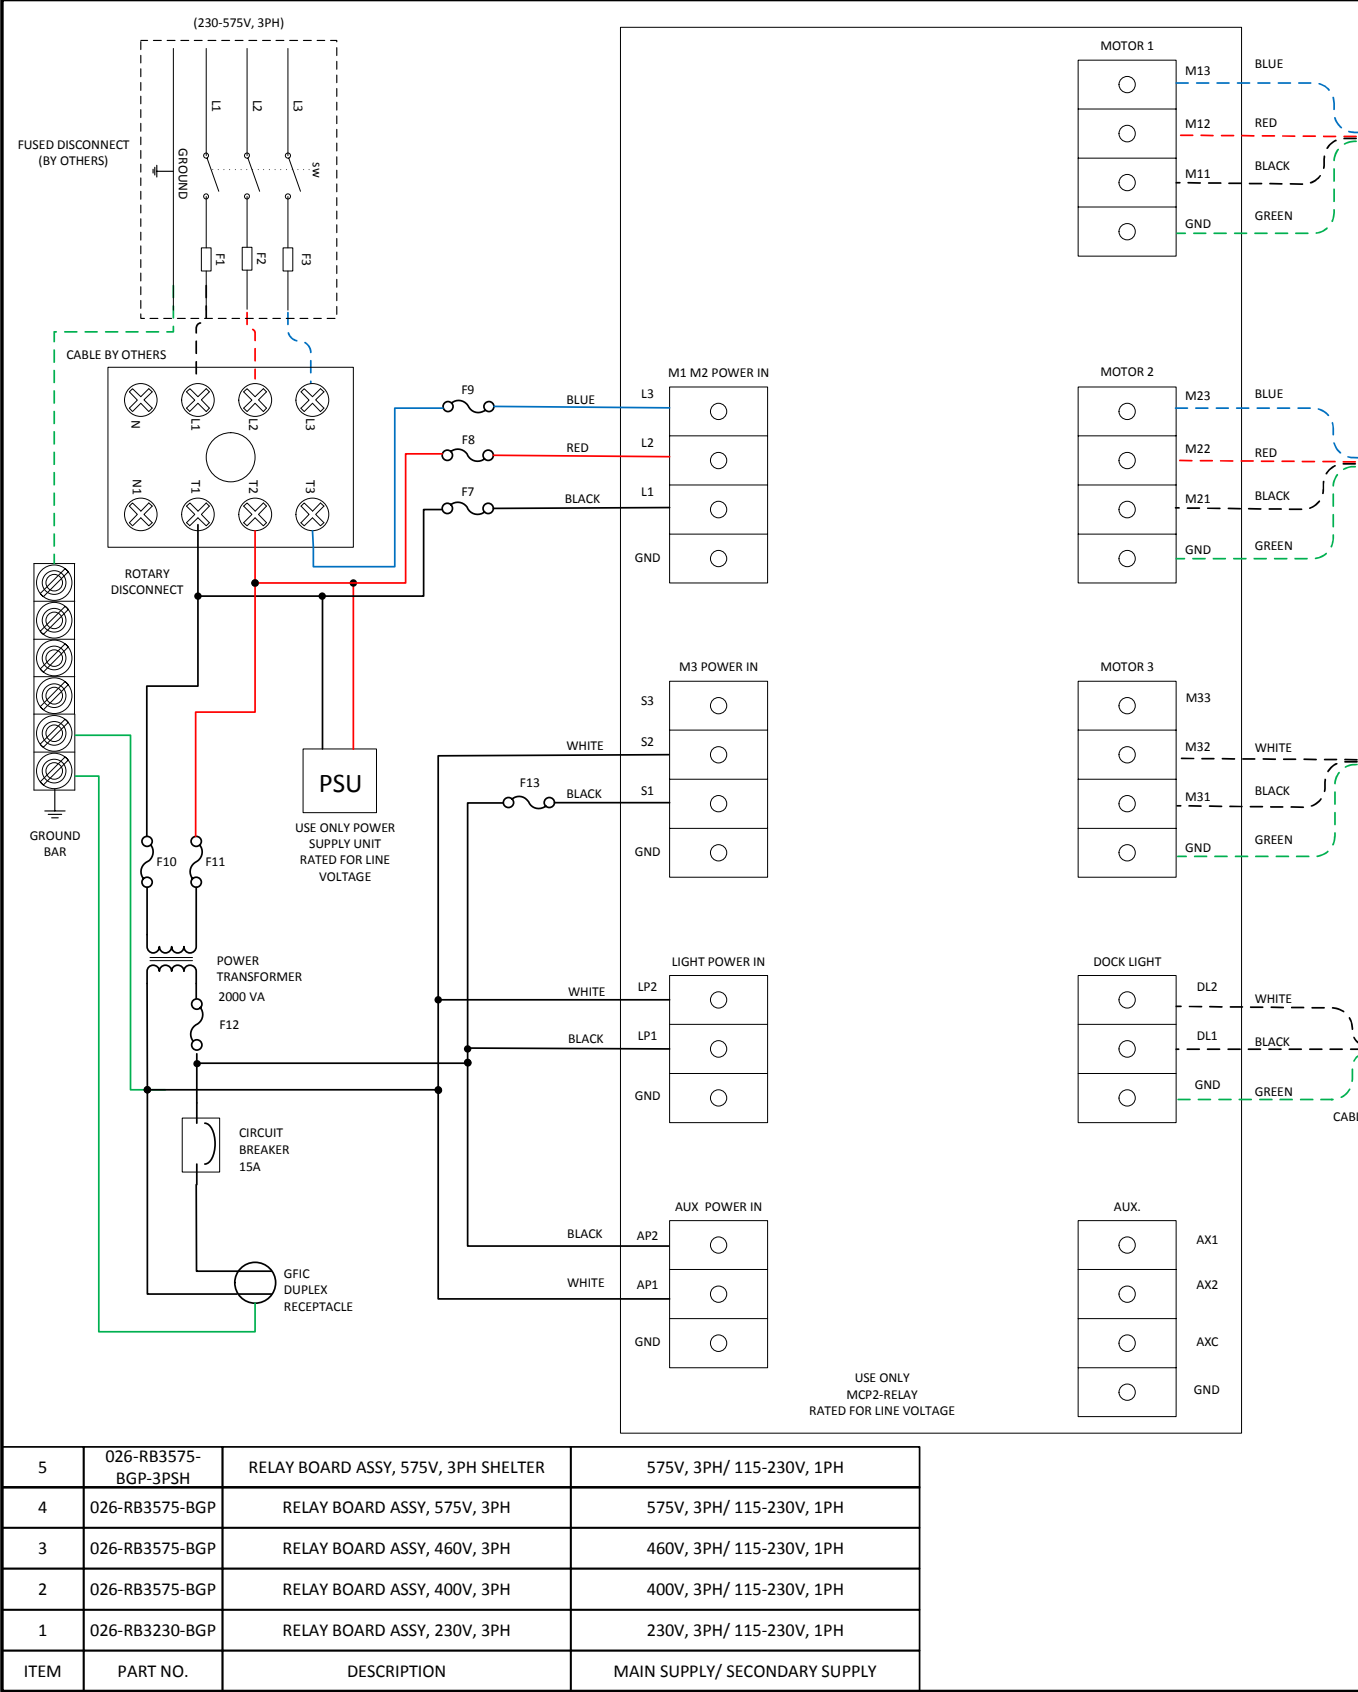 (230-575V, 3PH)
FUSED DISCONNECT
(BY OTHERS)
GROUND
L1
L2
L3
SW
F1
F2
F3
CABLE BY OTHERS
N
L1
L2
L3
N1
T1
T2
T3
ROTARY
DISCONNECT
GROUND
BAR
F9
BLUE
L3
F8
RED
L2
F7
BLACK
L1
GND
M1 M2 POWER IN
PSU
USE ONLY POWER
SUPPLY UNIT
RATED FOR LINE
VOLTAGE
F10
F11
POWER
TRANSFORMER
2000 VA
F12
CIRCUIT
BREAKER
15A
GFIC
DUPLEX
RECEPTACLE
M3 POWER IN
S3
WHITE
S2
F13
BLACK
S1
GND
LIGHT POWER IN
WHITE
LP2
BLACK
LP1
GND
AUX POWER IN
BLACK
AP2
WHITE
AP1
GND
MOTOR 1
M13
BLUE
M12
RED
M11
BLACK
GND
GREEN
MOTOR 2
M23
BLUE
M22
RED
M21
BLACK
GND
GREEN
MOTOR 3
M33
M32
WHITE
M31
BLACK
GND
GREEN
DOCK LIGHT
DL2
WHITE
DL1
BLACK
GND
GREEN
AUX.
AX1
AX2
AXC
GND
USE ONLY
MCP2-RELAY
RATED FOR LINE VOLTAGE
5 026-RB3575-
BGP-3PSH RELAY BOARD ASSY, 575V, 3PH SHELTER 575V, 3PH/ 115-230V, 1PH
4 026-RB3575-BGP RELAY BOARD ASSY, 575V, 3PH 575V, 3PH/ 115-230V, 1PH
3 026-RB3575-BGP RELAY BOARD ASSY, 460V, 3PH 460V, 3PH/ 115-230V, 1PH
2 026-RB3575-BGP RELAY BOARD ASSY, 400V, 3PH 400V, 3PH/ 115-230V, 1PH
1 026-RB3230-BGP RELAY BOARD ASSY, 230V, 3PH 230V, 3PH/ 115-230V, 1PH
ITEM PART NO. DESCRIPTION MAIN SUPPLY/ SECONDARY SUPPLY